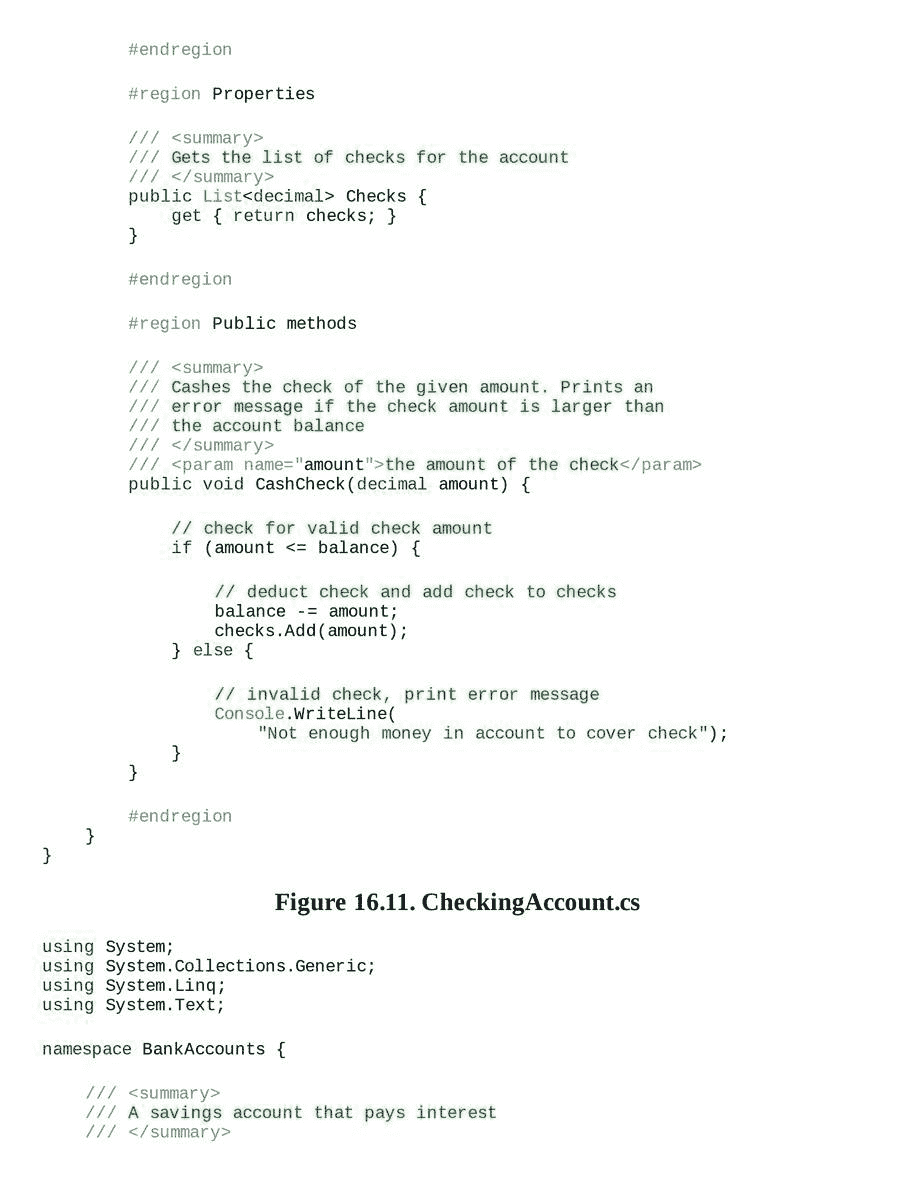 #endregion
#region Properties
/// <summary>
/// Gets the list of checks for the account
/// </summary>
public List<decimal> Checks {
get { return checks; }
}
#endregion
#region Public methods
/// <summary>
/// Cashes the check of the given amount. Prints an
/// error message if the check amount is larger than
/// the account balance
/// </summary>
/// <param name="amount">the amount of the check</param>
public void CashCheck(decimal amount) {
// check for valid check amount
if (amount <= balance) {
// deduct check and add check to checks
balance -= amount;
checks.Add(amount);
} else {
// invalid check, print error message
Console.WriteLine(
"Not enough money in account to cover check");
}
}
#endregion
}
}
Figure 16.11. CheckingAccount.cs
using System;
using System.Collections.Generic;
using System.Linq;
using System.Text;
namespace BankAccounts {
/// <summary>
/// A savings account that pays interest
/// </summary>